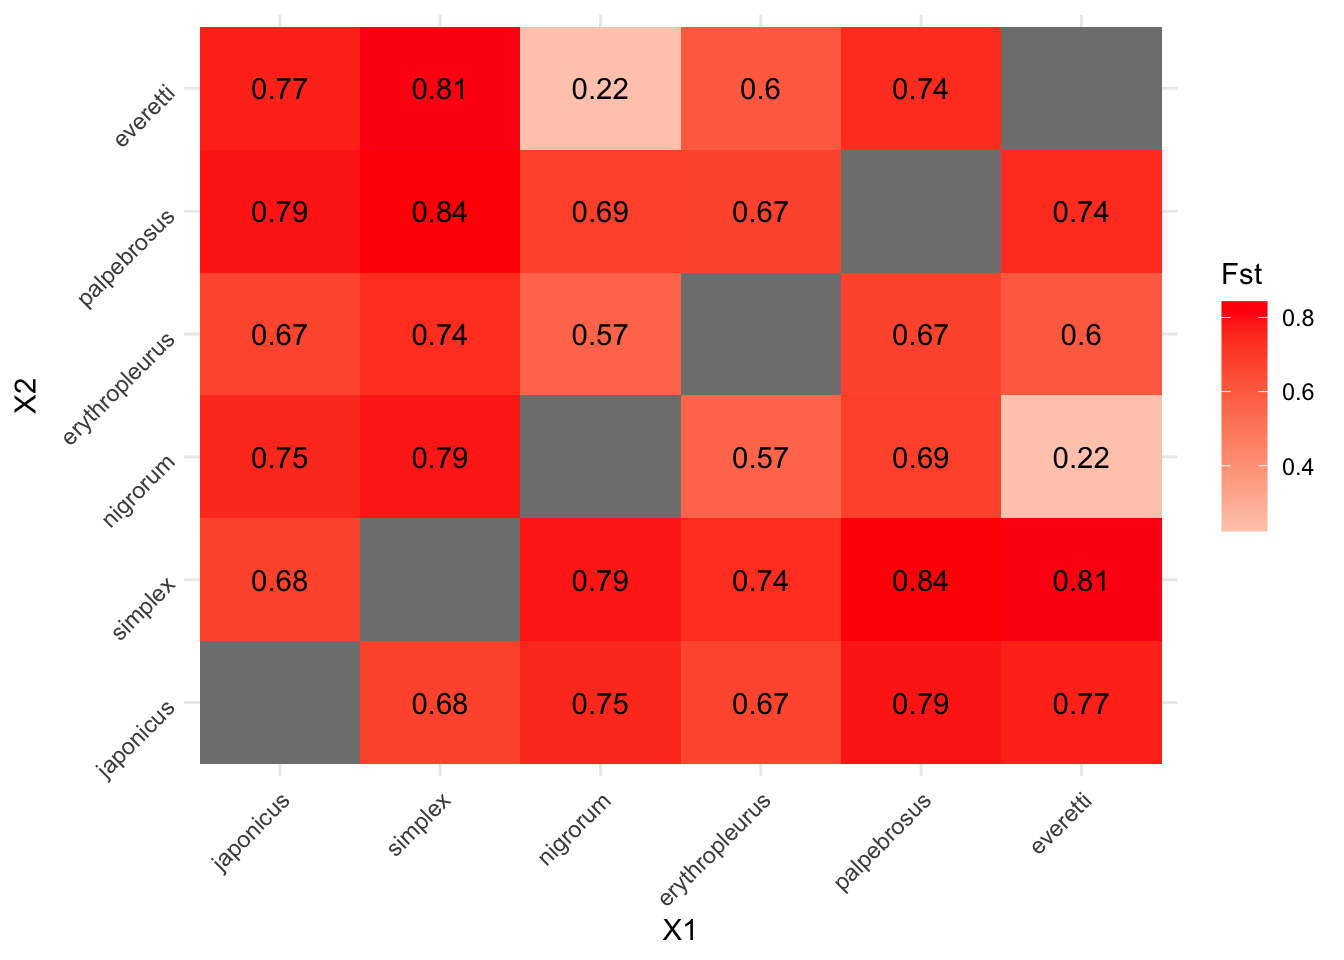 everetti 0.77 0.81 0.22 0.6 0.74
palpebrosus 0.79 0.84 0.69 0.67 0.74
erythropleurus 0.67 0.74 0.57 0.67 0.6
nigrorum 0.75 0.79 0.57 0.69 0.22
simplex 0.68 0.79 0.74 0.84 0.81
japonicus 0.68 0.75 0.67 0.79 0.77
X2
japonicus simplex nigrorum erythropleurus palpebrosus everetti
X1
Fst
0.8
0.6
0.4